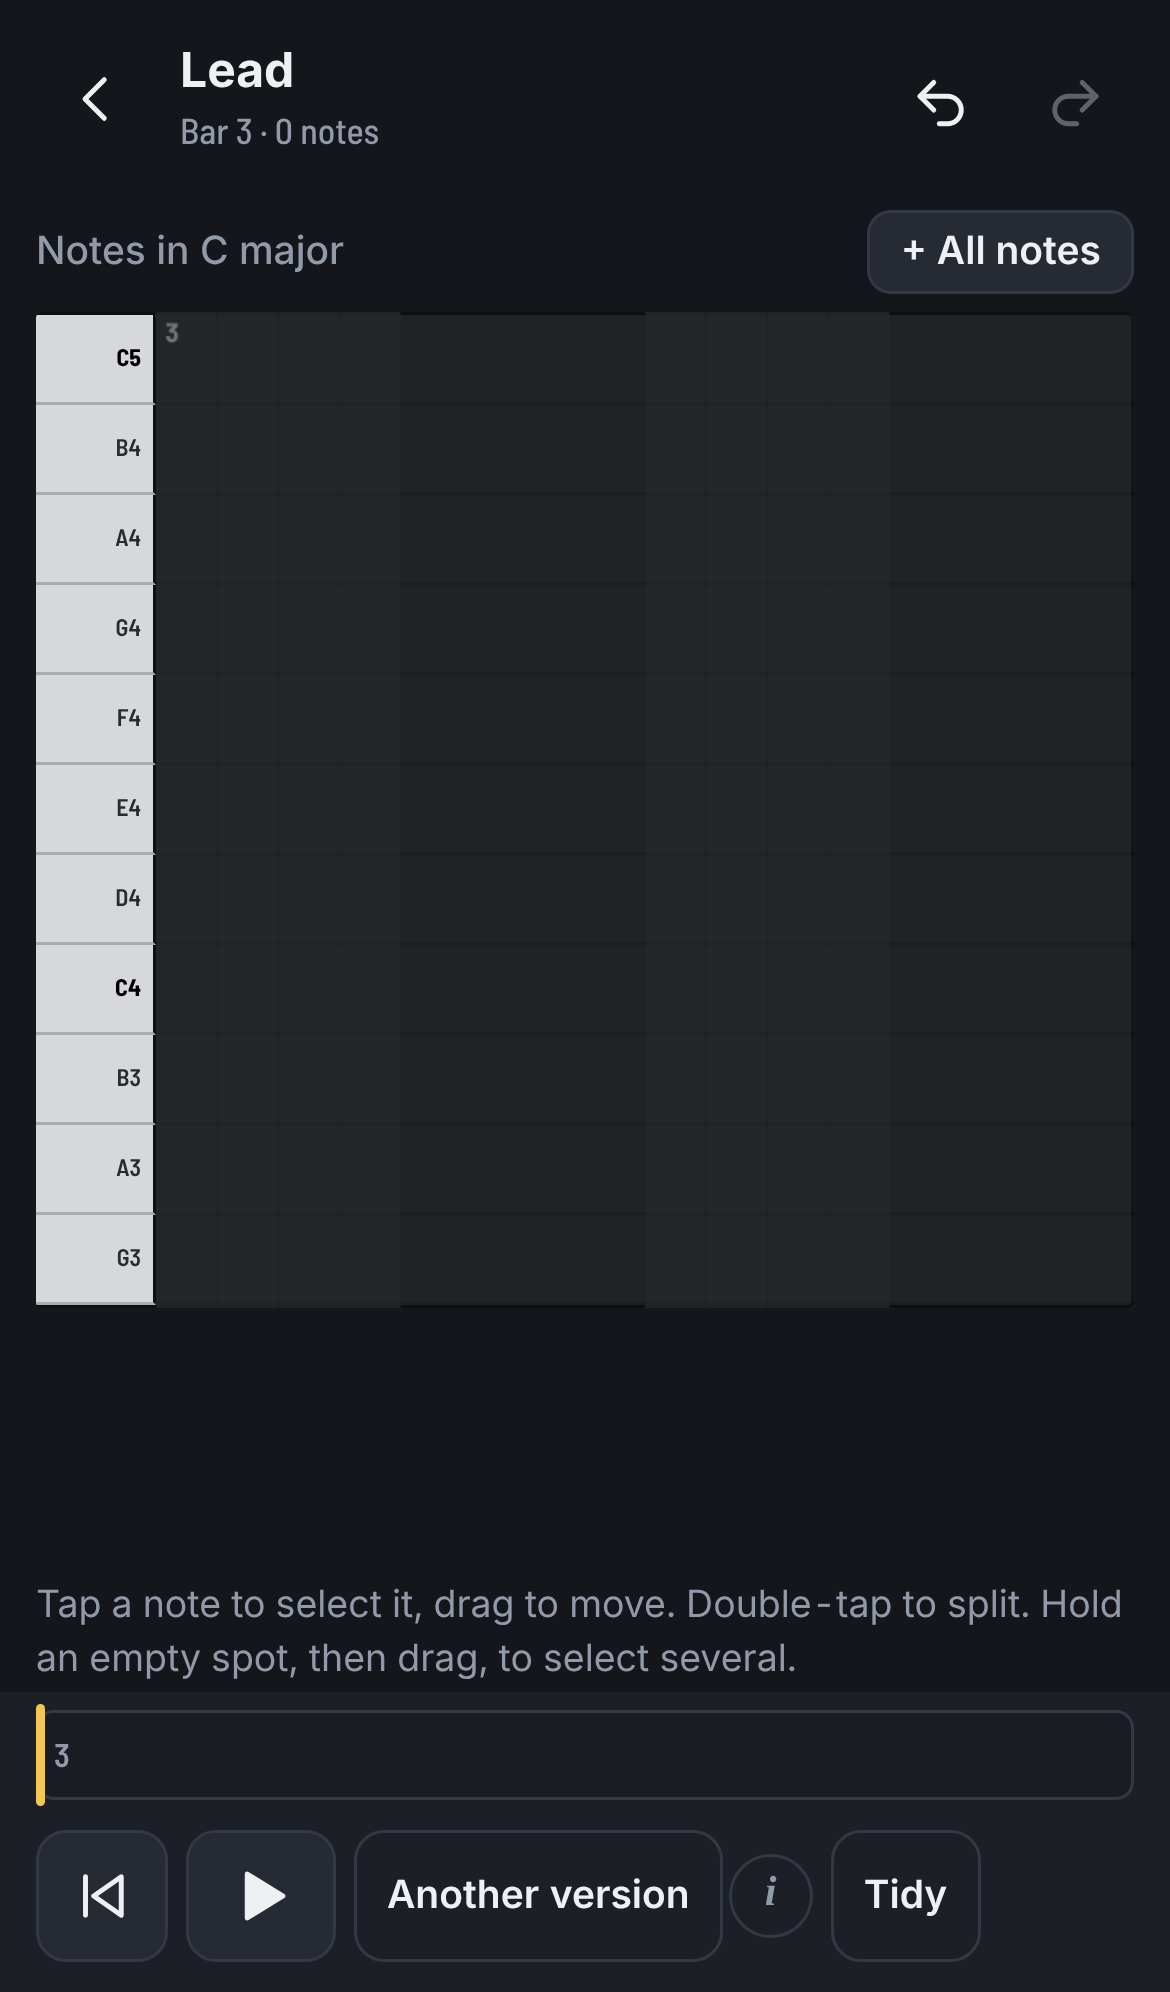 Lead
Bar 3 · 0 notes
Notes in C major
+ All notes
3
C5
B4
A4
G4
F4
E4
D4
C4
B3
A3
G3
Tap a note to select it, drag to move. Double-tap to split. Hold
an empty spot, then drag, to select several.
3
Another version
i
Tidy